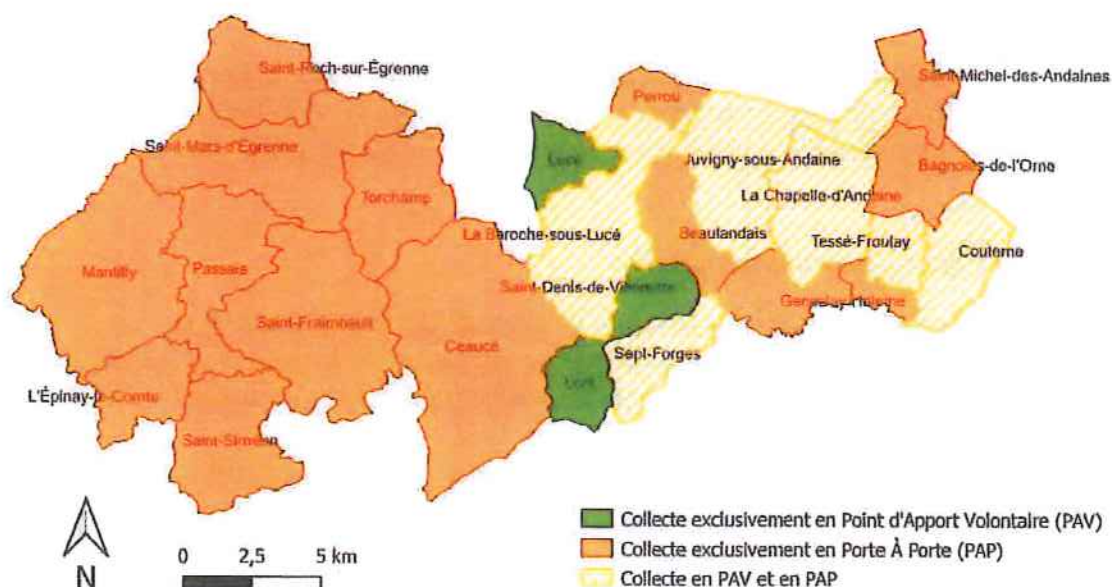 Saint-Roch-sur-Égrenne
Saint-Michel-des-Andaines
Perrou
Saint-Mars-d'Égrenne
Lucé
Juvigny-sous-Andaine
Bagnoles-de-l'Orne
Torchamp
La Chapelle-d'Andaine
La Baroche-sous-Lucé
Beaulandais
Tessé-Froulay
Couterne
Mantilly
Passais
Saint-Denis-de-Villenette
Geneslay
Haleine
Saint-Fraimbault
Ceaucé
Sept-Forges
L'Épinay-le-Comte
Loré
Saint-Siméon
N
0 2,5 5 km
Collecte exclusivement en Point d'Apport Volontaire (PAV)
Collecte exclusivement en Porte À Porte (PAP)
Collecte en PAV et en PAP